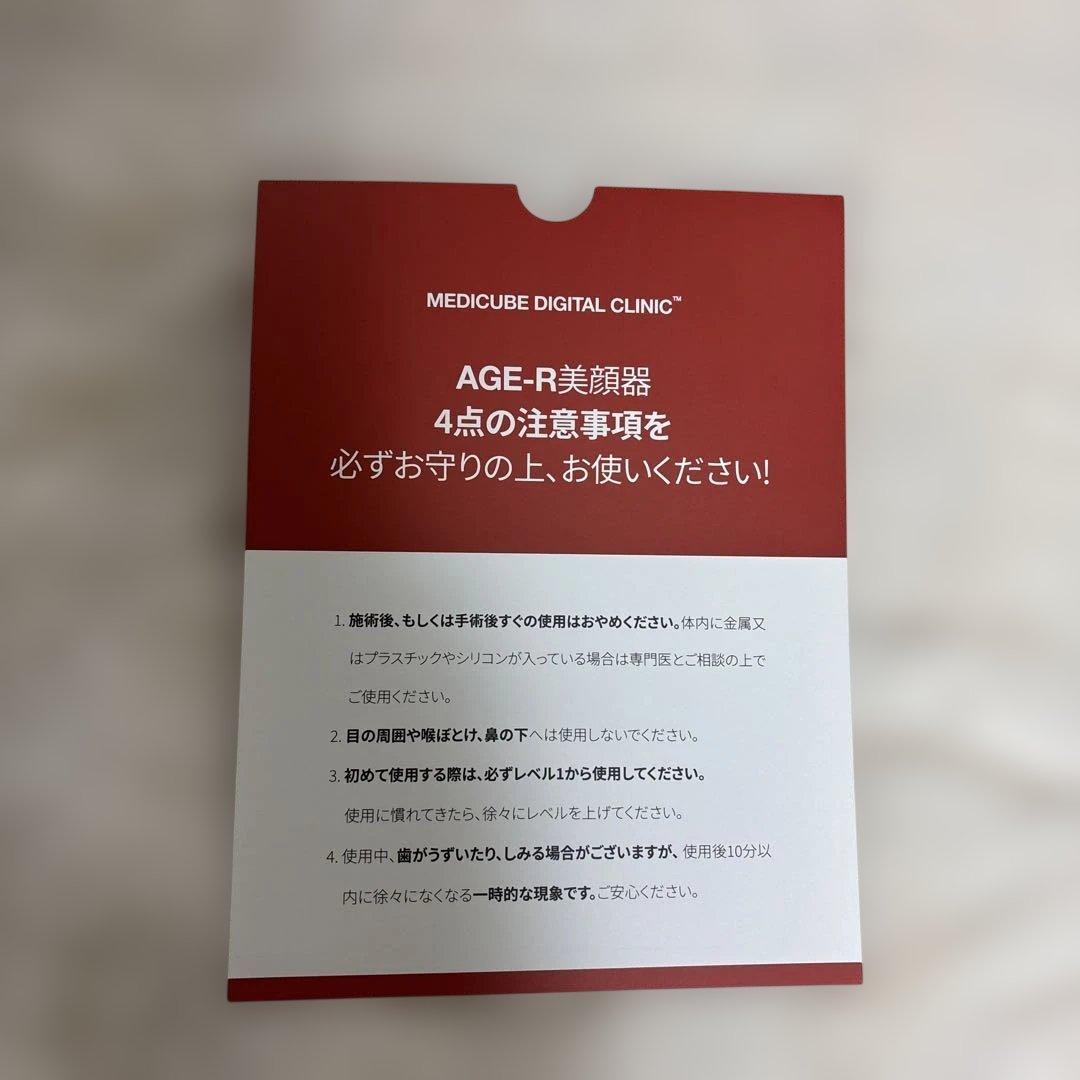 MEDICUBE DIGITAL CLINIC™
AGE-R美顔器
4点の注意事項を
必ずお守りの上、お使いください!
1. 施術後、もしくは手術後すぐの使用はおやめください。体内に金属又
はプラスチックやシリコンが入っている場合は専門医とご相談の上で
ご使用ください。
2. 目の周囲や喉ぼとけ、鼻の下へは使用しないでください。
3. 初めて使用する際は、必ずレベル1から使用してください。
使用に慣れてきたら、徐々にレベルを上げてください。
4. 使用中、歯がうずいたり、しみる場合がございますが、使用後10分以
内に徐々になくなる一時的な現象です。ご安心ください。